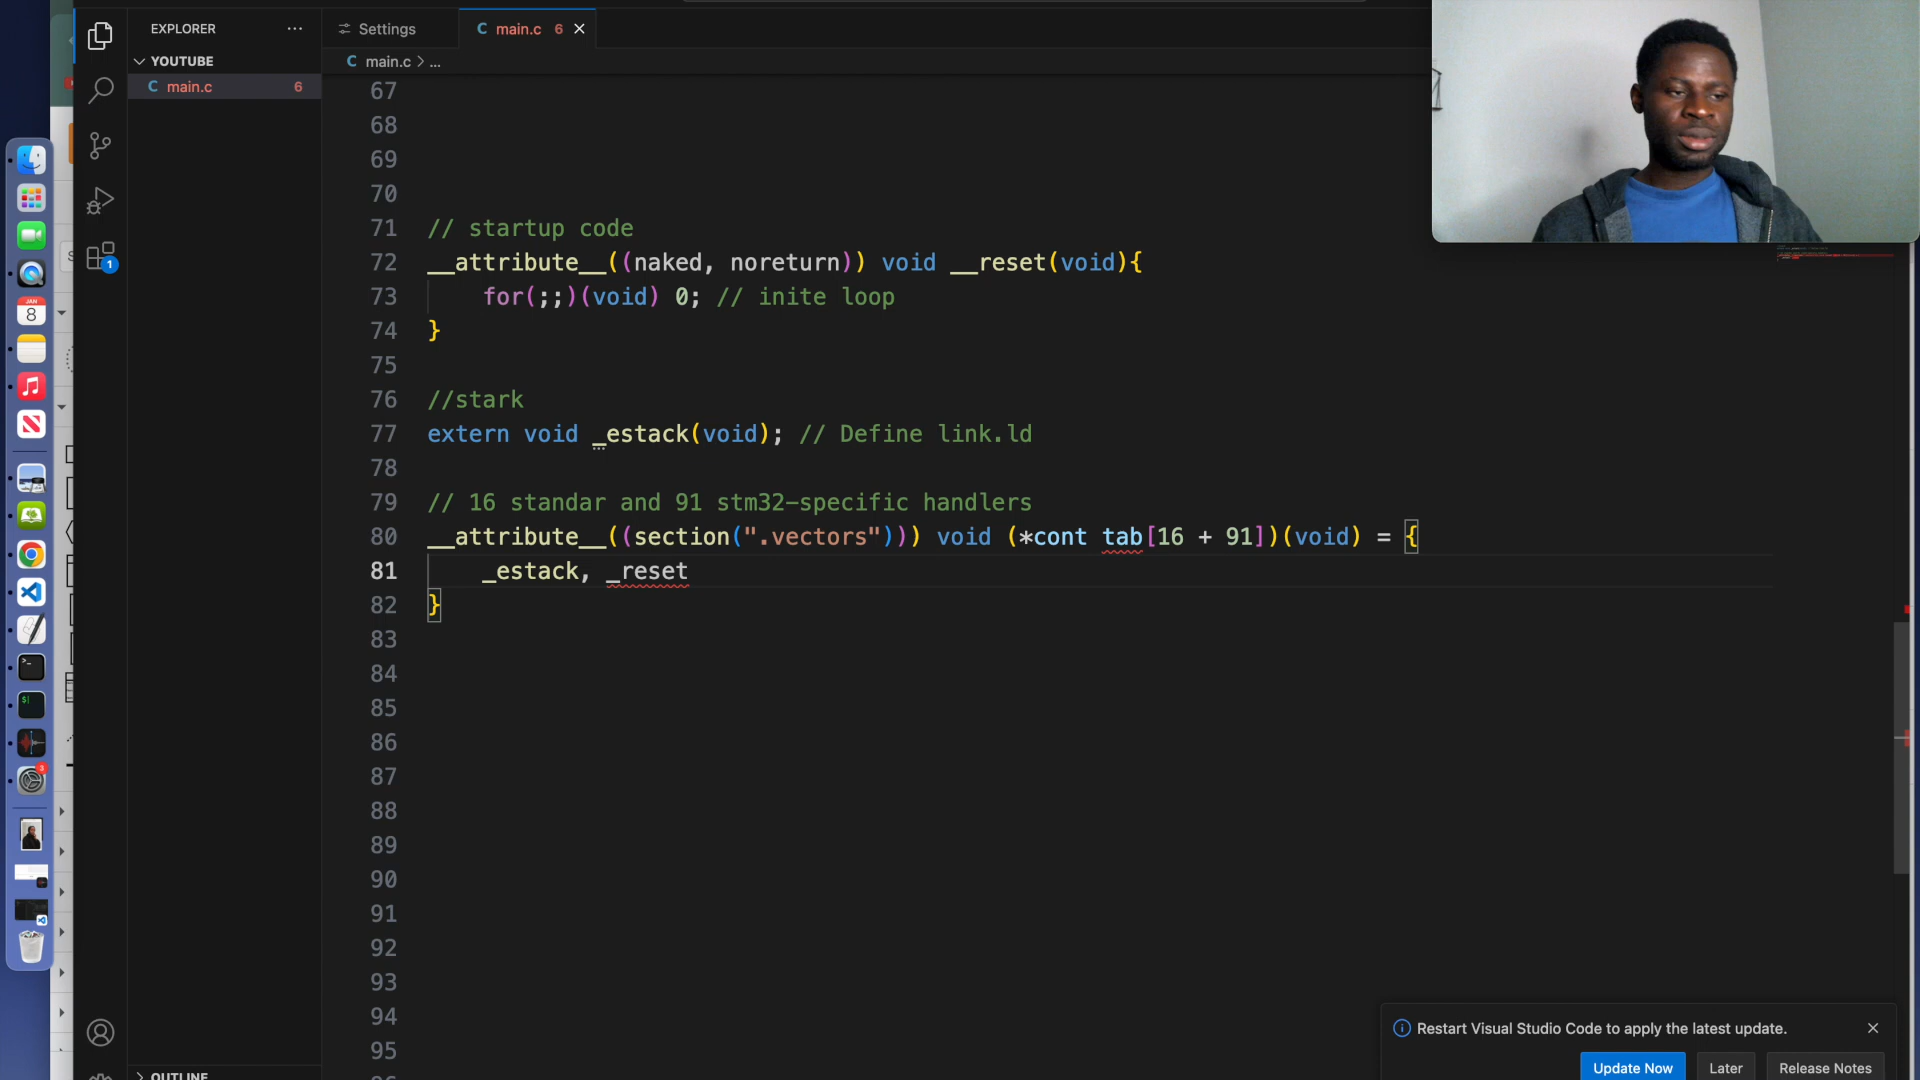 EXPLORER
Settings
C main.c 6
YOUTUBE
C main.c > ...
C main.c 6
67
68
69
70
71 // startup code
72 __attribute__((naked, noreturn)) void __reset(void){
73 for(;;)(void) 0; // inite loop
74 }
75
76 //stark
77 extern void _estack(void); // Define link.ld
78
79 // 16 standar and 91 stm32-specific handlers
80 __attribute__((section(".vectors"))) void (*cont tab[16 + 91])(void) = {
81 _estack, _reset
82 }
83
84
85
86
87
88
89
90
91
92
93
94
95
JAN
8
1
3
OUTLINE
Restart Visual Studio Code to apply the latest update.
Update Now
Later
Release Notes